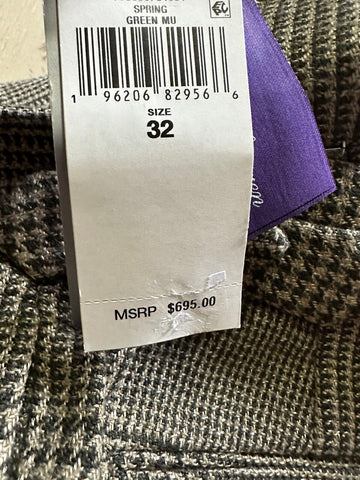 SPRING
GREEN MU
1 96206 82956 6
SIZE
32
MSRP $695.00